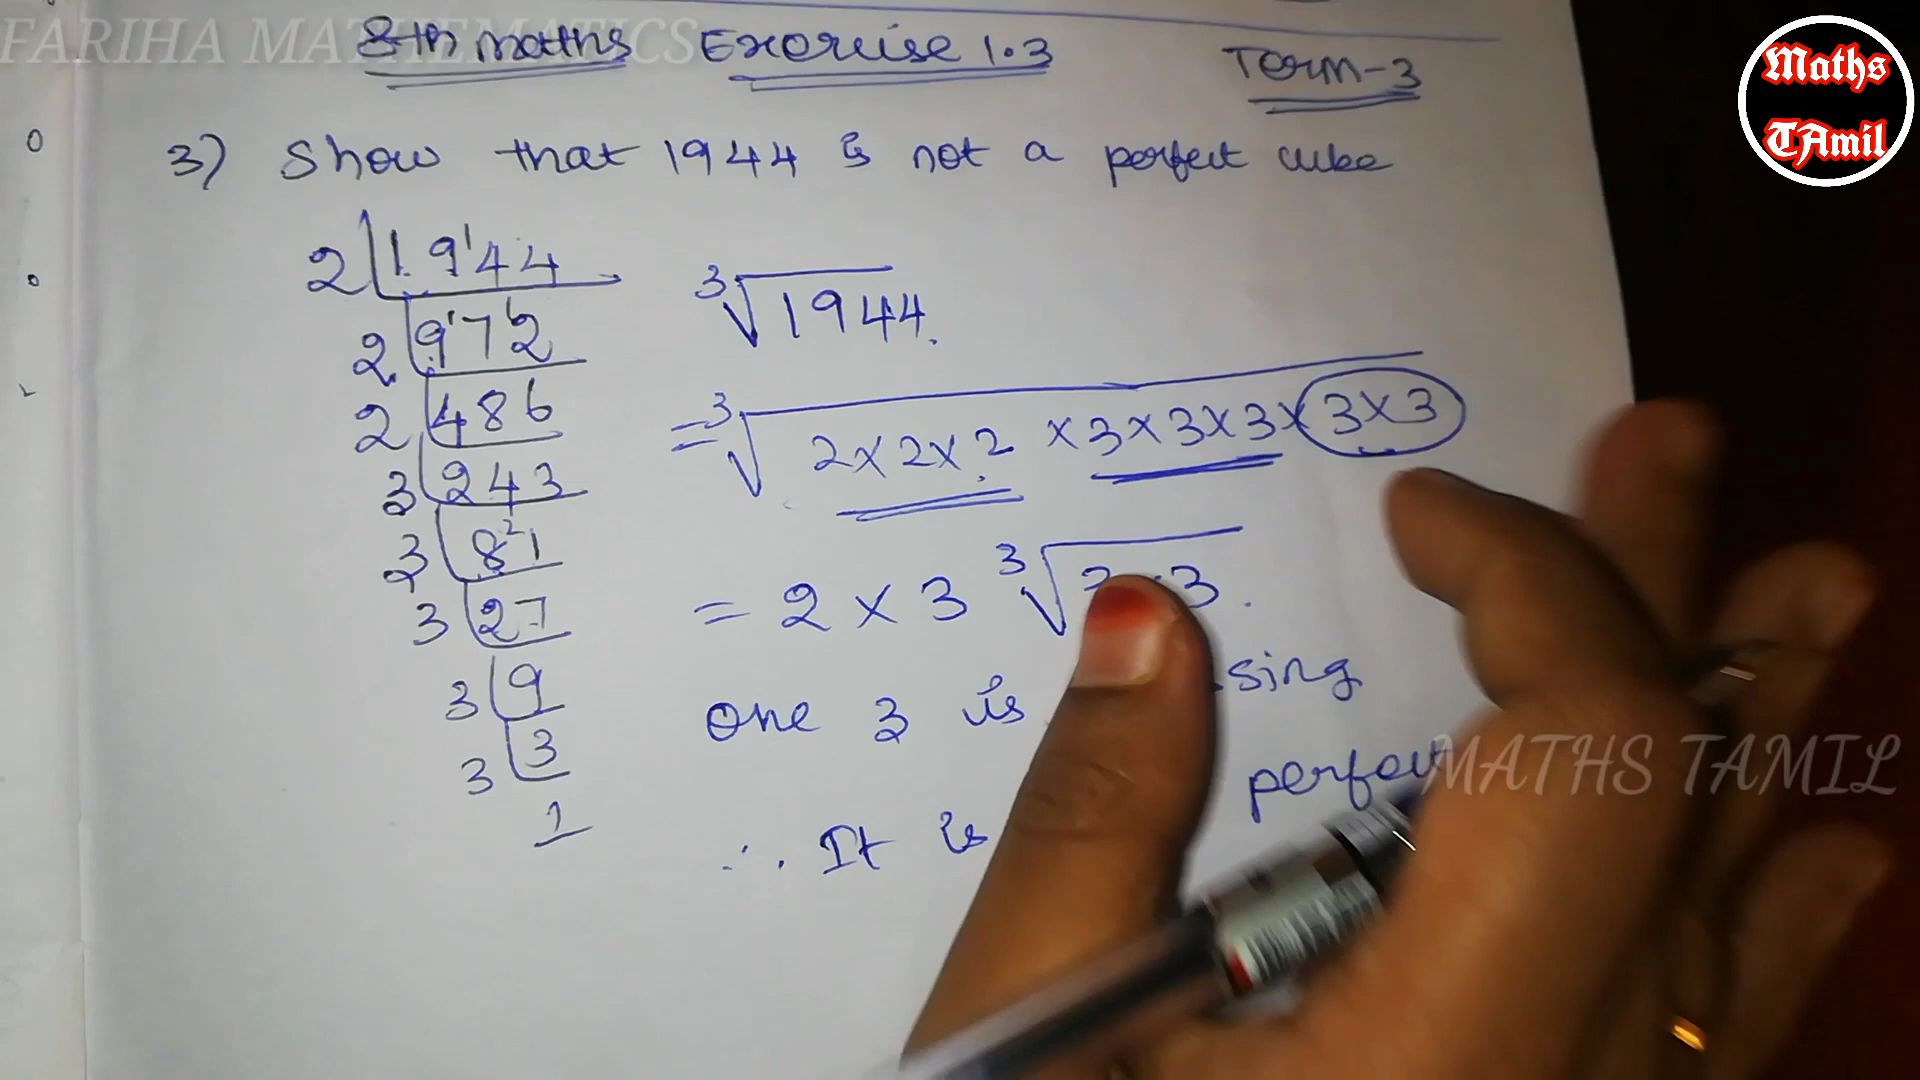 FARIHA MATHEMATICS
8th maths Exercise 1.3 Term-3
Maths TAmil
3) Show that 1944 is not a perfect cube
2 | 1944
2 | 972
2 | 486
3 | 243
3 | 81
3 | 27
3 | 9
3 | 3
1
∛1944.
= ∛2×2×2 ×3×3×3×3×3
= 2 × 3 ∛ 3.
one 3 is
∴ It is perfect
MATHS TAMIL